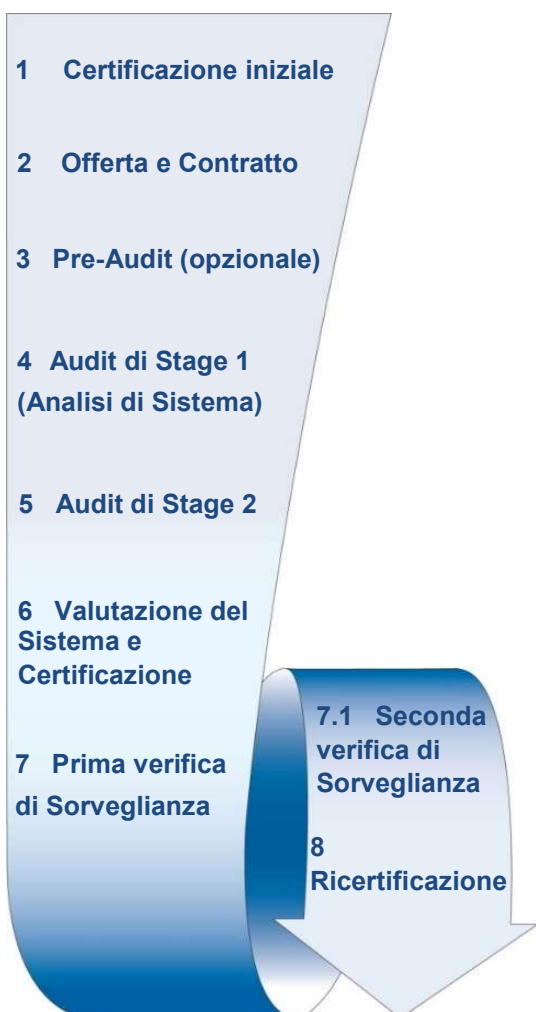 1 Certificazione iniziale
2 Offerta e Contratto
3 Pre-Audit (opzionale)
4 Audit di Stage 1
(Analisi di Sistema)
5 Audit di Stage 2
6 Valutazione del
Sistema e
Certificazione
7 Prima verifica
di Sorveglianza
7.1 Seconda
verifica di
Sorveglianza
8
Ricertificazione